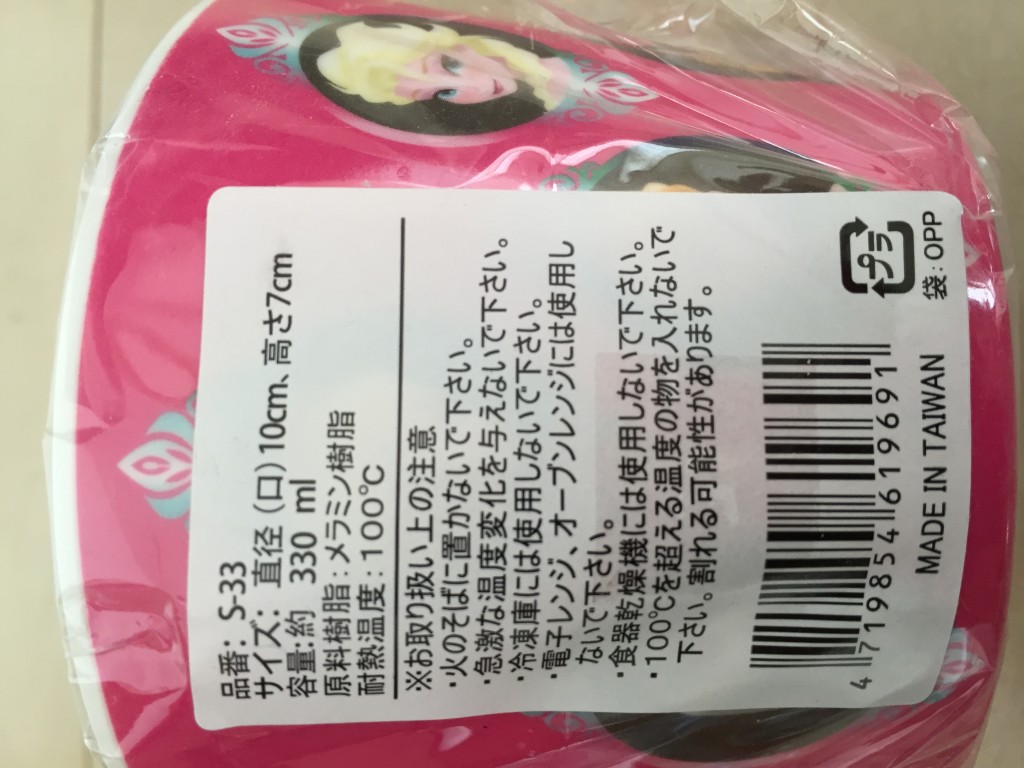 品番： S-33
サイズ： 直径（口）10cm、高さ7cm
容量:約 330 ml
原料樹脂：メラミン樹脂
耐熱温度：100℃
※お取り扱い上の注意
・火のそばに置かないで下さい。
・急激な温度変化を与えないで下さい。
・冷凍庫には使用しないで下さい。
・電子レンジ、オーブンレンジには使用し
ないで下さい。
・食器乾燥機には使用しないで下さい。
・100℃を超える温度の物を入れないで
下さい。割れる可能性があります。
4 719854 619691
MADE IN TAIWAN
プラ
袋：OPP